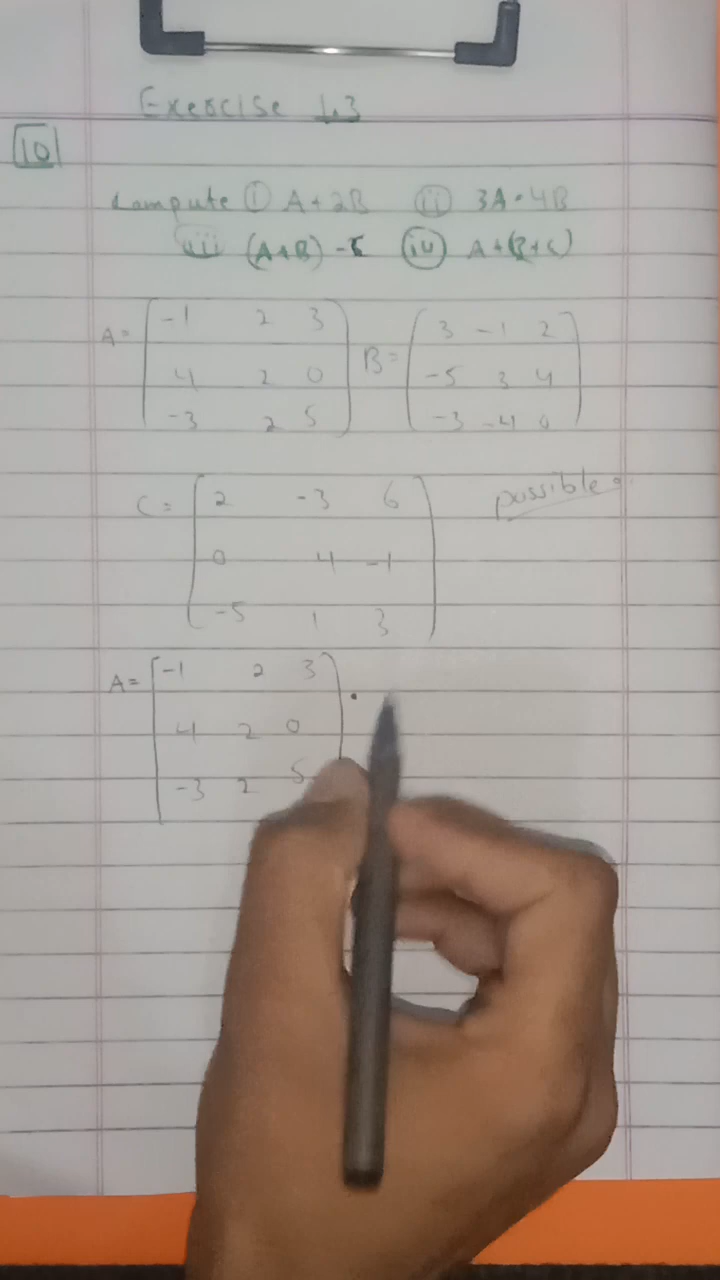 Exercise 1.3
10
compute (i) A+2B (ii) 3A-4B
(iii) (A+B)-C (iv) A+(B+C)
A= -1 2 3 B= 3 -1 2
4 2 0 -5 3 4
-3 2 5 -3 -4 0
C= 2 -3 6 possible
0 4 -1
-5 1 3
A= -1 2 3
4 2 0
-3 2 5